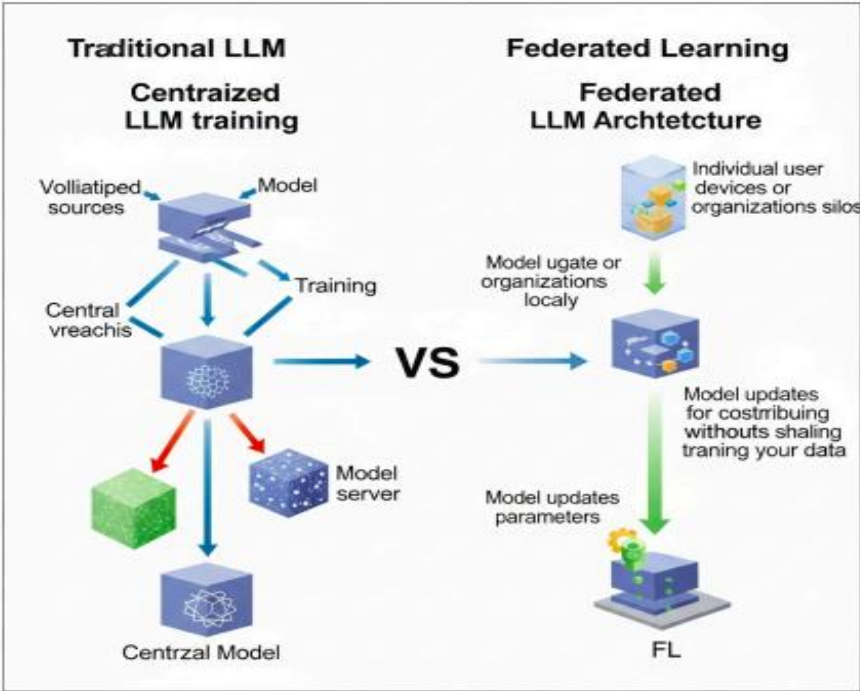 Traditional LLM
Centraized
LLM training
Volliatiped
sources
Model
Training
Central
vreachis
Model
server
Centrzal Model
VS
Federated Learning
Federated
LLM Archtetcture
Individual user
devices or
organizations silos
Model ugate or
organizations
localy
Model updates
for costrribuing
withouts shaling
traning your data
Model updates
parameters
FL